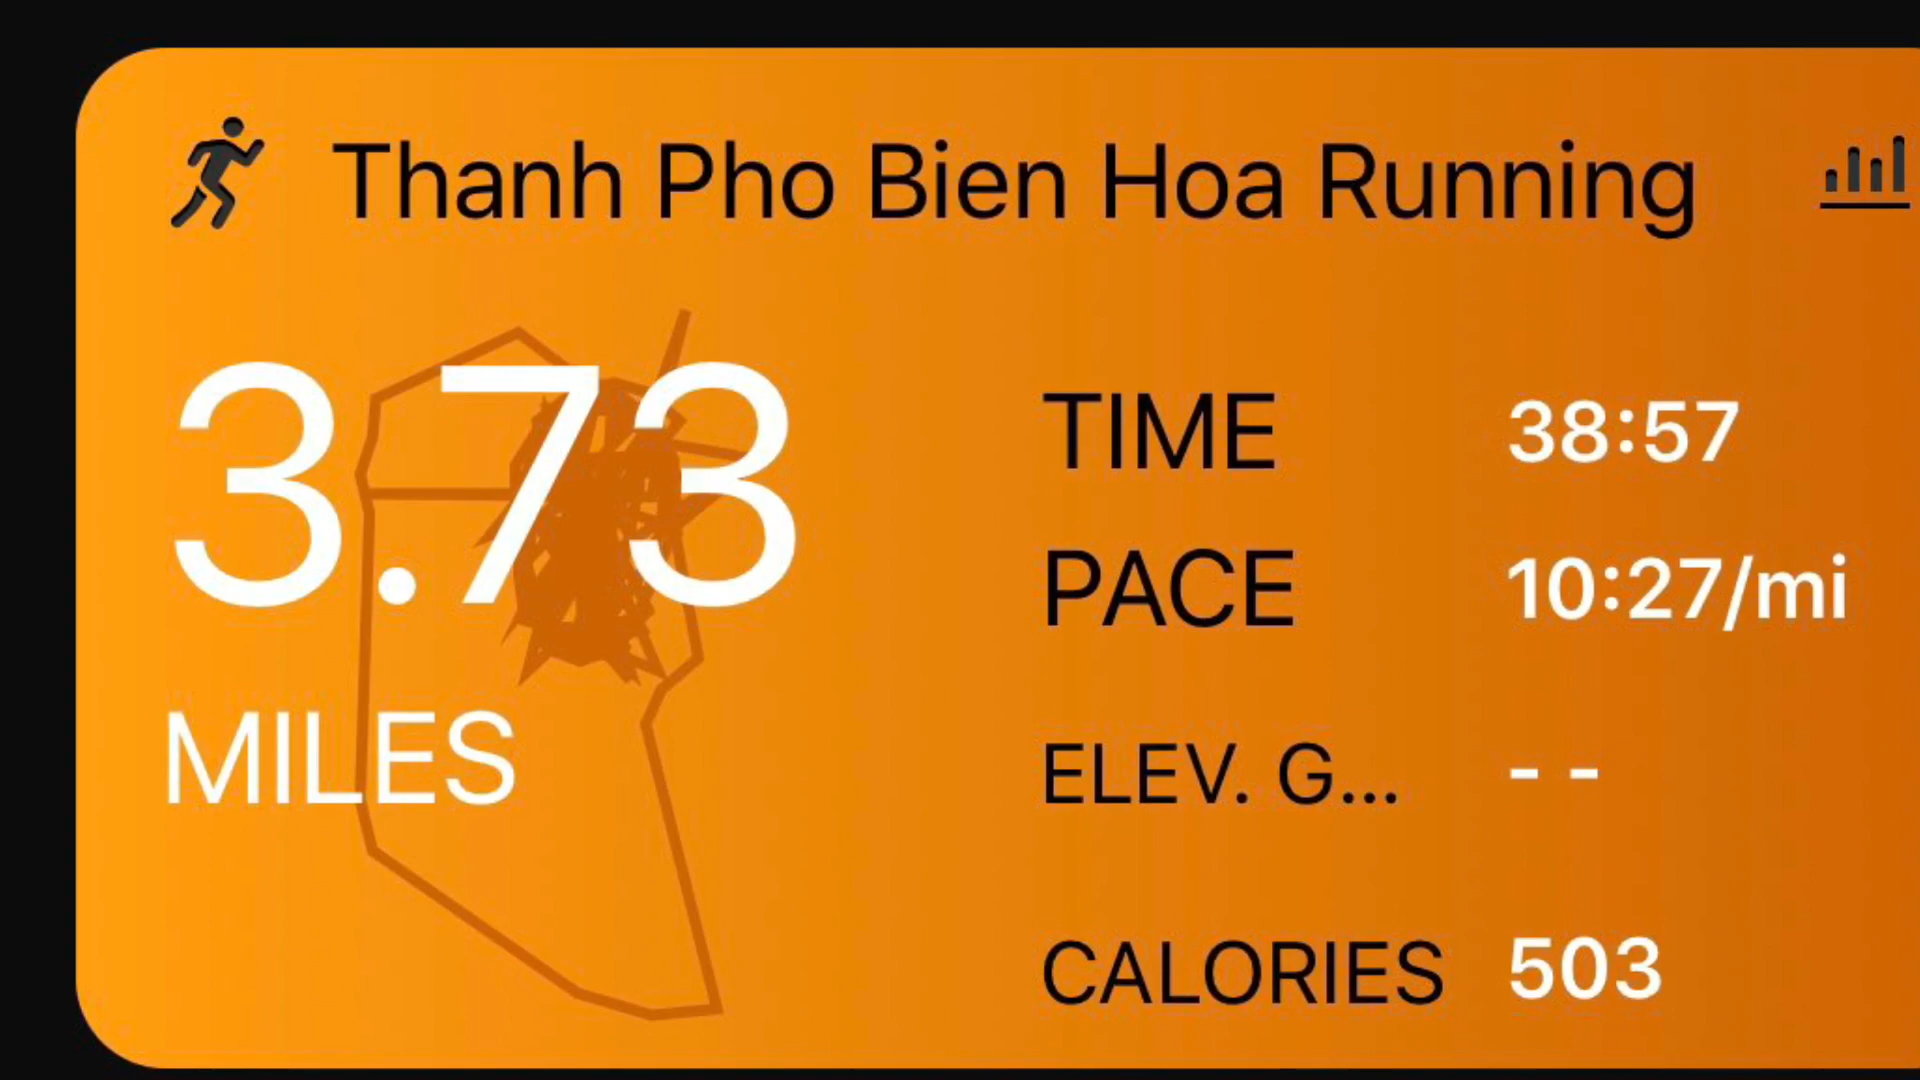 Thanh Pho Bien Hoa Running
3.73
MILES
TIME 38:57
PACE 10:27/mi
ELEV. G... - -
CALORIES 503